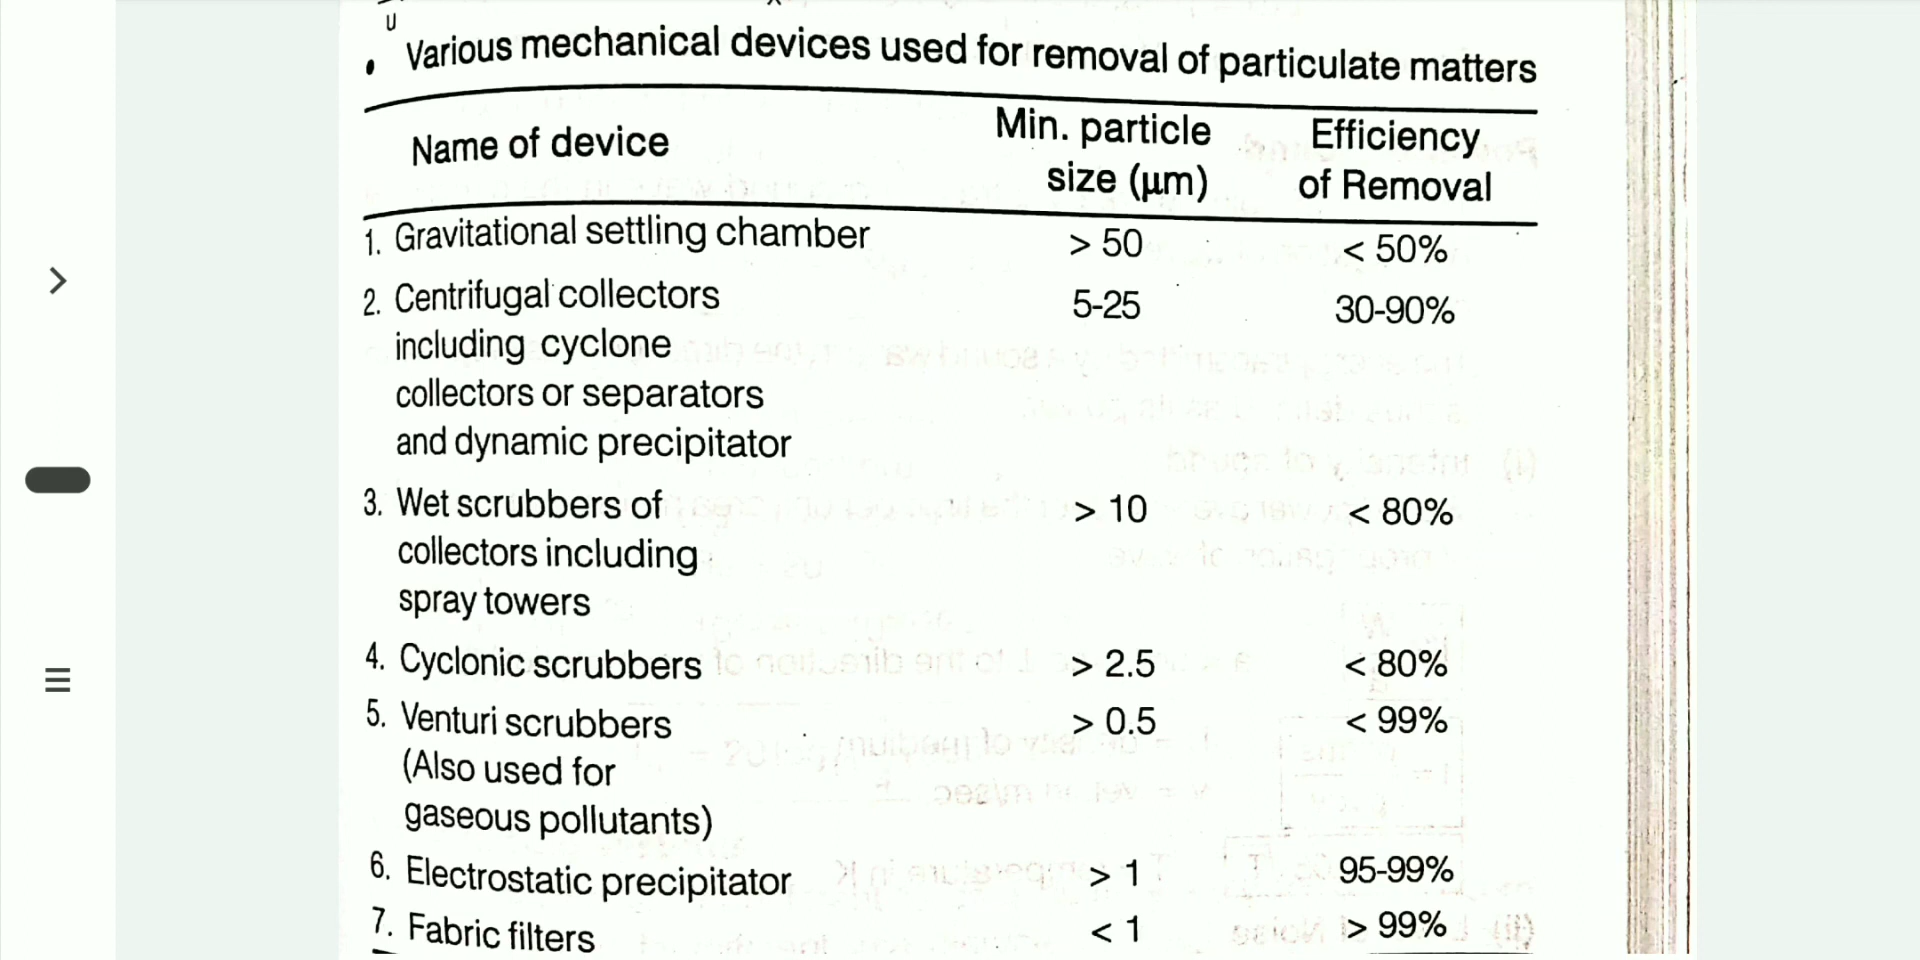 u
• Various mechanical devices used for removal of particulate matters
Name of device Min. particle size (μm) Efficiency of Removal
1. Gravitational settling chamber > 50 < 50%
2. Centrifugal collectors 5-25 30-90%
including cyclone
collectors or separators
and dynamic precipitator
3. Wet scrubbers of > 10 < 80%
collectors including
spray towers
4. Cyclonic scrubbers > 2.5 < 80%
5. Venturi scrubbers > 0.5 < 99%
(Also used for
gaseous pollutants)
6. Electrostatic precipitator > 1 95-99%
7. Fabric filters < 1 > 99%